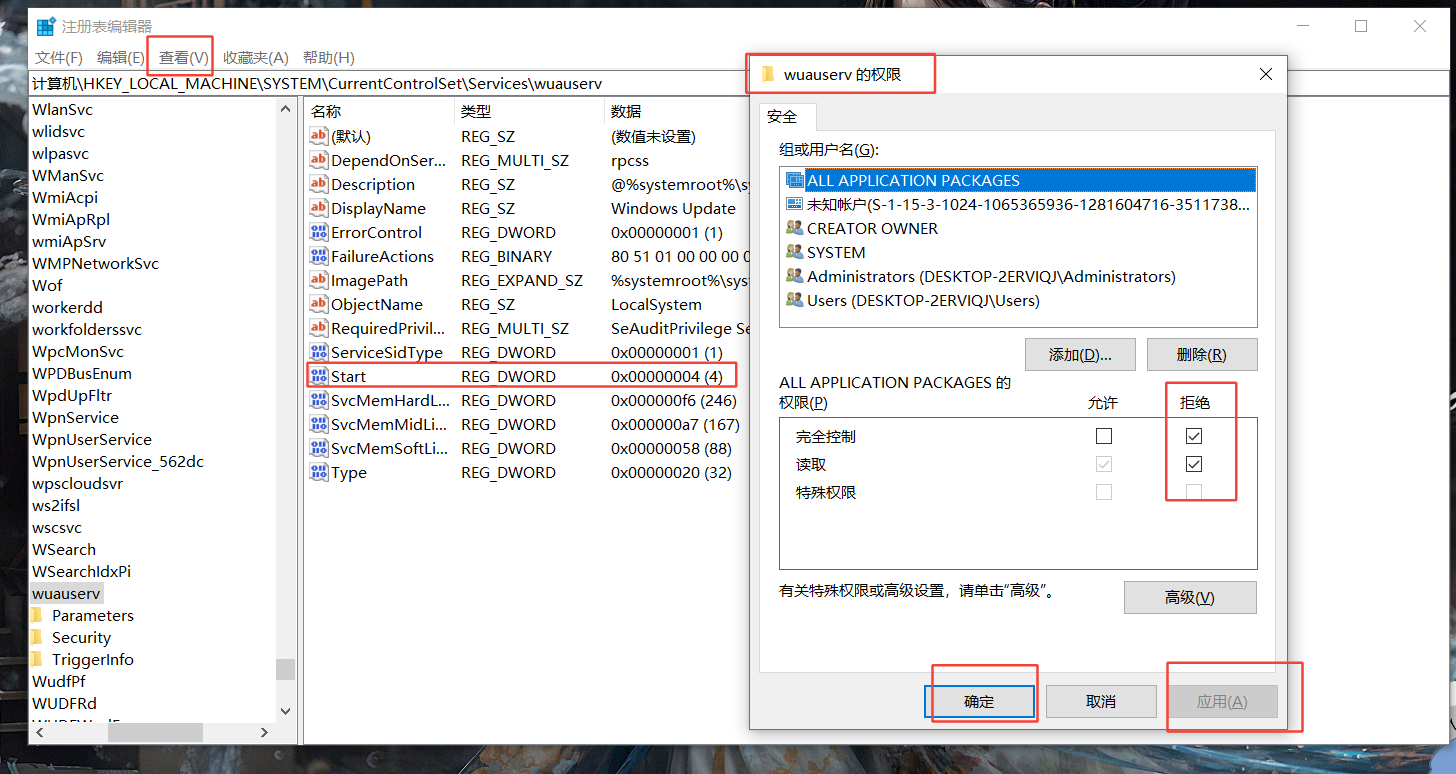 注册表编辑器
文件(F) 编辑(E) 查看(V) 收藏夹(A) 帮助(H)
计算机\HKEY_LOCAL_MACHINE\SYSTEM\CurrentControlSet\Services\wuauserv
WlanSvc
wlidsvc
wlpasvc
WManSvc
WmiAcpi
WmiApRpl
wmiApSrv
WMPNetworkSvc
Wof
workerdd
workfolderssvc
WpcMonSvc
WPDBusEnum
WpdUpFltr
WpnService
WpnUserService
WpnUserService_562dc
wpscloudsvr
ws2ifsl
wscsvc
WSearch
WSearchIdxPi
wuauserv
Parameters
Security
TriggerInfo
WudfPf
WUDFRd
名称 类型 数据
(默认) REG_SZ (数值未设置)
DependOnSer... REG_MULTI_SZ rpcss
Description REG_SZ @%systemroot%\s
DisplayName REG_SZ Windows Update
ErrorControl REG_DWORD 0x00000001 (1)
FailureActions REG_BINARY 80 51 01 00 00 00 0
ImagePath REG_EXPAND_SZ %systemroot%\sys
ObjectName REG_SZ LocalSystem
RequiredPrivil... REG_MULTI_SZ SeAuditPrivilege Se
ServiceSidType REG_DWORD 0x00000001 (1)
Start REG_DWORD 0x00000004 (4)
SvcMemHardL... REG_DWORD 0x000000f6 (246)
SvcMemMidLi... REG_DWORD 0x000000a7 (167)
SvcMemSoftLi... REG_DWORD 0x00000058 (88)
Type REG_DWORD 0x00000020 (32)
wuauserv 的权限
安全
组或用户名(G):
ALL APPLICATION PACKAGES
未知帐户(S-1-15-3-1024-1065365936-1281604716-3511738...
CREATOR OWNER
SYSTEM
Administrators (DESKTOP-2ERVIQJ\Administrators)
Users (DESKTOP-2ERVIQJ\Users)
添加(D)... 删除(R)
ALL APPLICATION PACKAGES 的
权限(P) 允许 拒绝
完全控制
读取
特殊权限
有关特殊权限或高级设置，请单击“高级”。
高级(V)
确定 取消 应用(A)